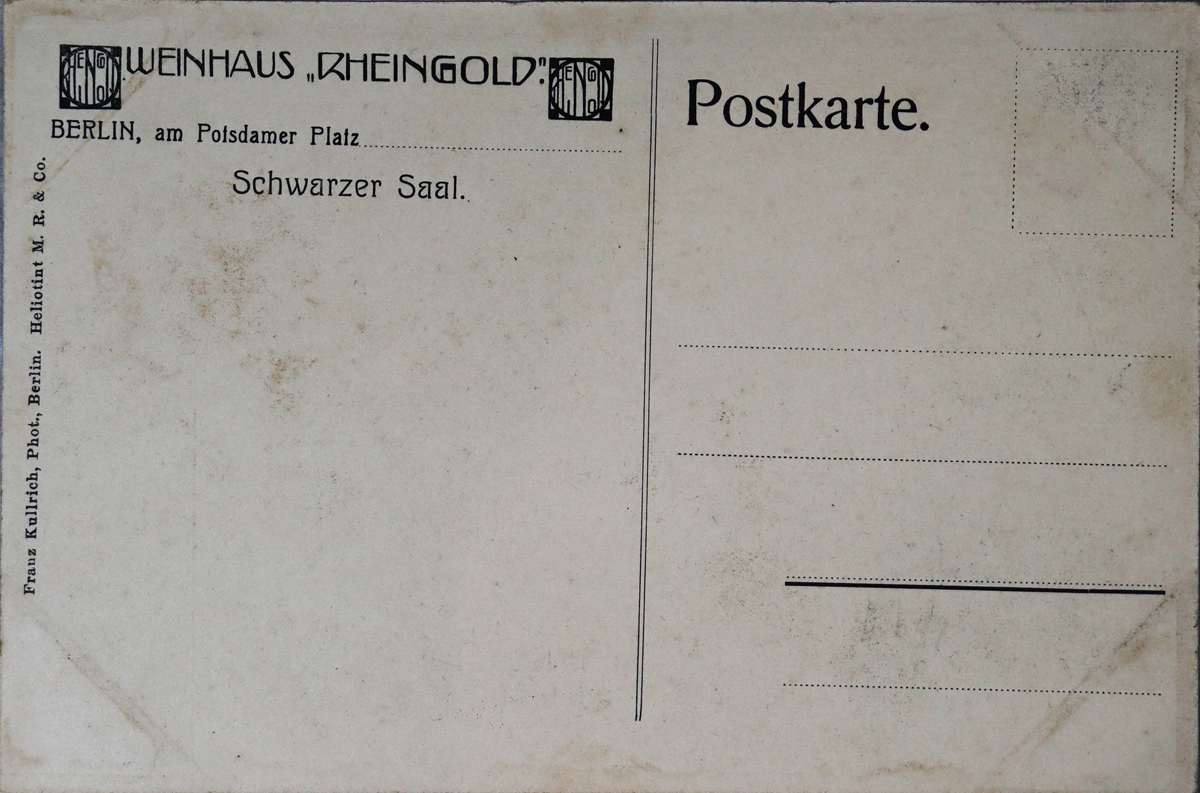 WEINHAUS „RHEINGOLD".
BERLIN, am Potsdamer Platz
Schwarzer Saal.
Franz Kullrich, Phot., Berlin. Heliotint M. R. & Co.
Postkarte.